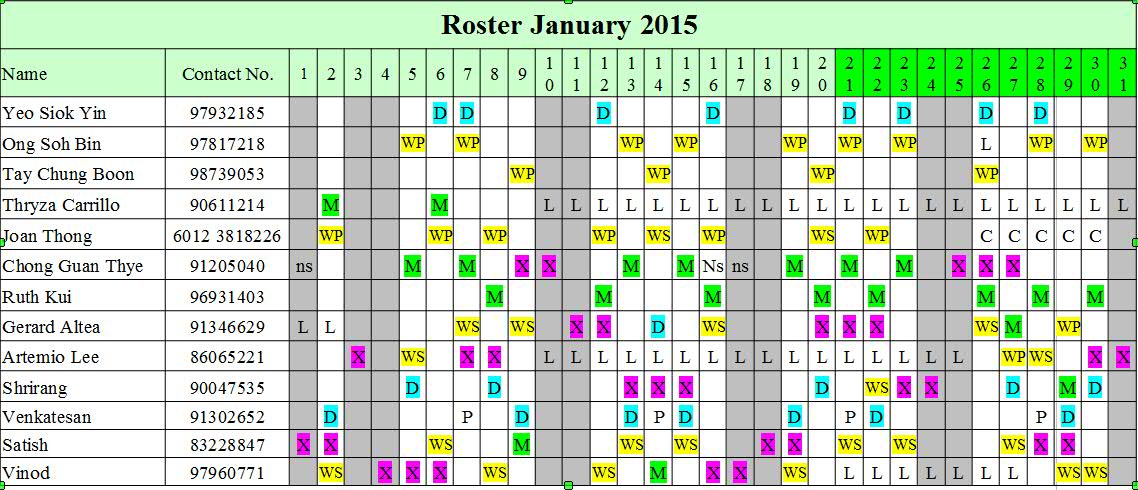 Roster January 2015
Name Contact No. 1 2 3 4 5 6 7 8 9 10 11 12 13 14 15 16 17 18 19 20 21 22 23 24 25 26 27 28 29 30 31
Yeo Siok Yin 97932185 D D D D D D D D
Ong Soh Bin 97817218 WP WP WP WP WP WP WP L WP WP
Tay Chung Boon 98739053 WP WP WP WP
Thryza Carrillo 90611214 M M L L L L L L L L L L L L L L L L L L L L L L
Joan Thong 6012 3818226 WP WP WP WP WS WP WS WP C C C C C
Chong Guan Thye 91205040 ns M M X X M M Ns ns M M M X X X
Ruth Kui 96931403 M M M M M M M M
Gerard Altea 91346629 L L WS WS X X D WS X X X WS M WP
Artemio Lee 86065221 X WS X X L L L L L L L L L L L L L L L L WP WS X X
Shrirang 90047535 D D X X X D WS X X D M D
Venkatesan 91302652 D P D D P D D P D P D
Satish 83228847 X X WS M WS WS X X WS WS WS X X
Vinod 97960771 WS X X X WS WS M X X WS L L L L L L L WS WS